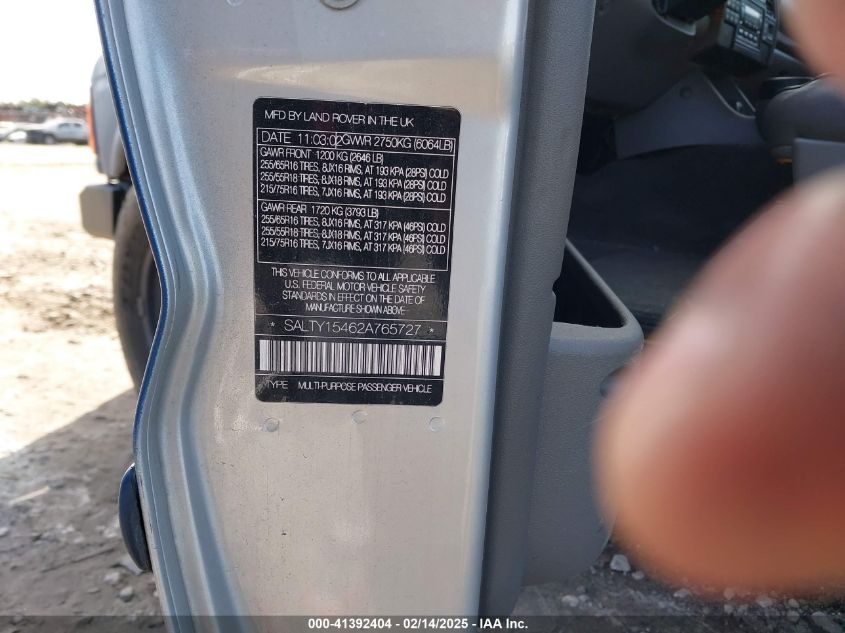 MFD BY LAND ROVER IN THE UK
DATE 11:03:02 GVWR 2750KG (6064LB)
GAWR FRONT 1200 KG (2646 LB)
255/65R16 TIRES, 8JX16 RIMS, AT 193 KPA (28PSI) COLD
255/55R18 TIRES, 8JX18 RIMS, AT 193 KPA (28PSI) COLD
215/75R16 TIRES, 7JX16 RIMS, AT 193 KPA (28PSI) COLD
GAWR REAR 1720 KG (3793 LB)
255/65R16 TIRES, 8JX16 RIMS, AT 317 KPA (46PSI) COLD
255/55R18 TIRES, 8JX18 RIMS, AT 317 KPA (46PSI) COLD
215/75R16 TIRES, 7JX16 RIMS, AT 317 KPA (46PSI) COLD
THIS VEHICLE CONFORMS TO ALL APPLICABLE
U.S. FEDERAL MOTOR VEHICLE SAFETY
STANDARDS IN EFFECT ON THE DATE OF
MANUFACTURE SHOWN ABOVE
* SALTY15462A765727 *
TYPE MULTI-PURPOSE PASSENGER VEHICLE
000-41392404 - 02/14/2025 - IAAI.COM